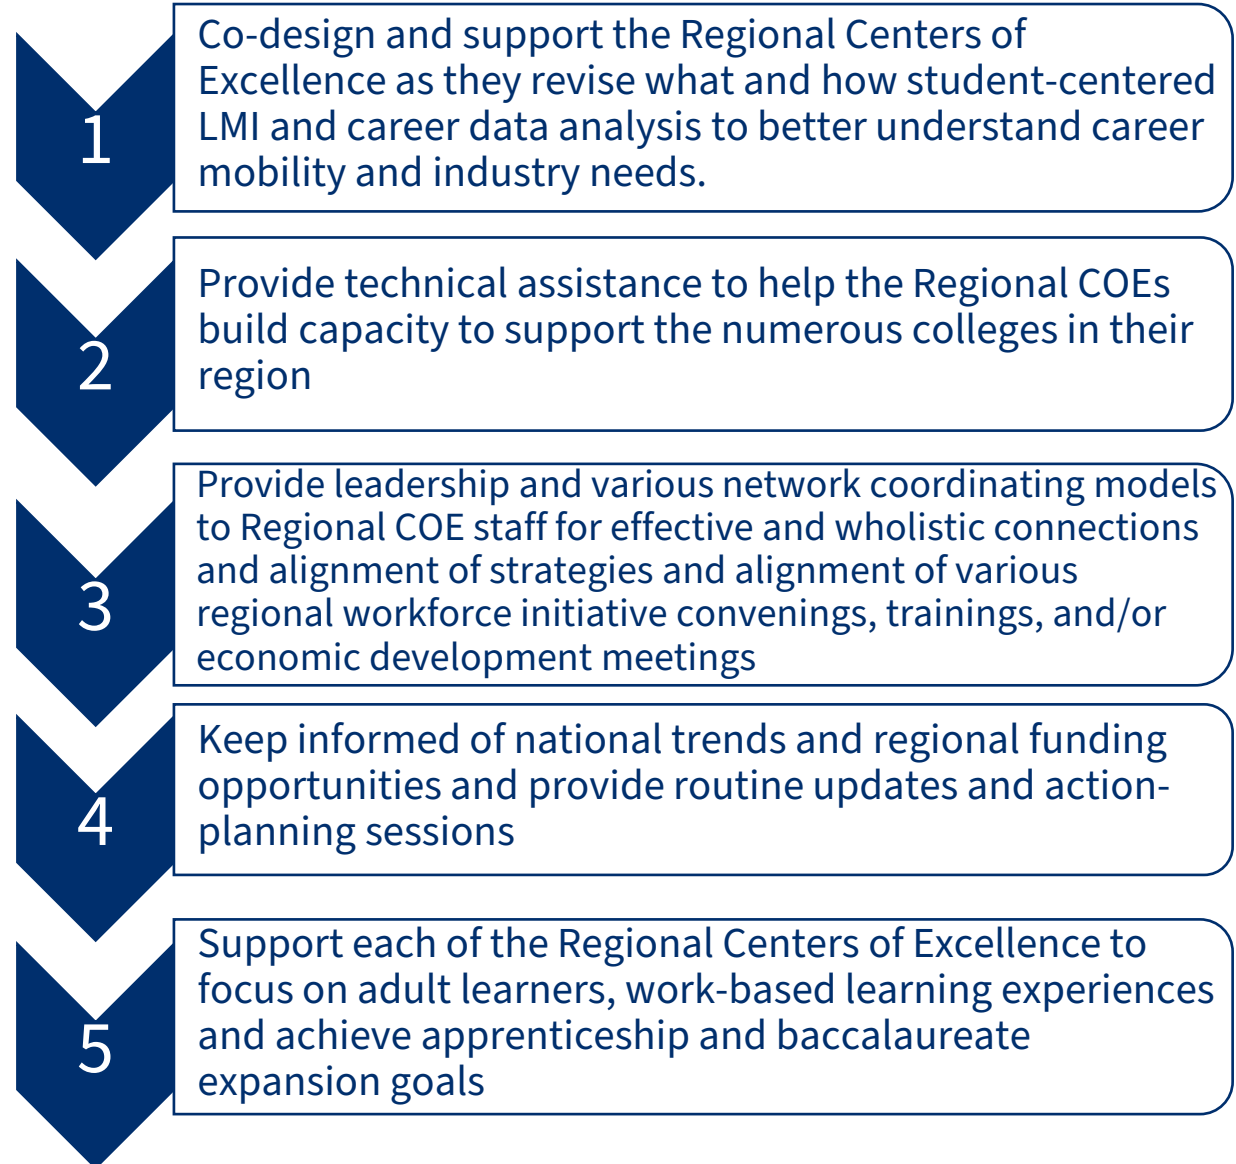 1
Co-design and support the Regional Centers of
Excellence as they revise what and how student-centered
LMI and career data analysis to better understand career
mobility and industry needs.
2
Provide technical assistance to help the Regional COEs
build capacity to support the numerous colleges in their
region
3
Provide leadership and various network coordinating models
to Regional COE staff for effective and wholistic connections
and alignment of strategies and alignment of various
regional workforce initiative convenings, trainings, and/or
economic development meetings
4
Keep informed of national trends and regional funding
opportunities and provide routine updates and action-
planning sessions
5
Support each of the Regional Centers of Excellence to
focus on adult learners, work-based learning experiences
and achieve apprenticeship and baccalaureate
expansion goals